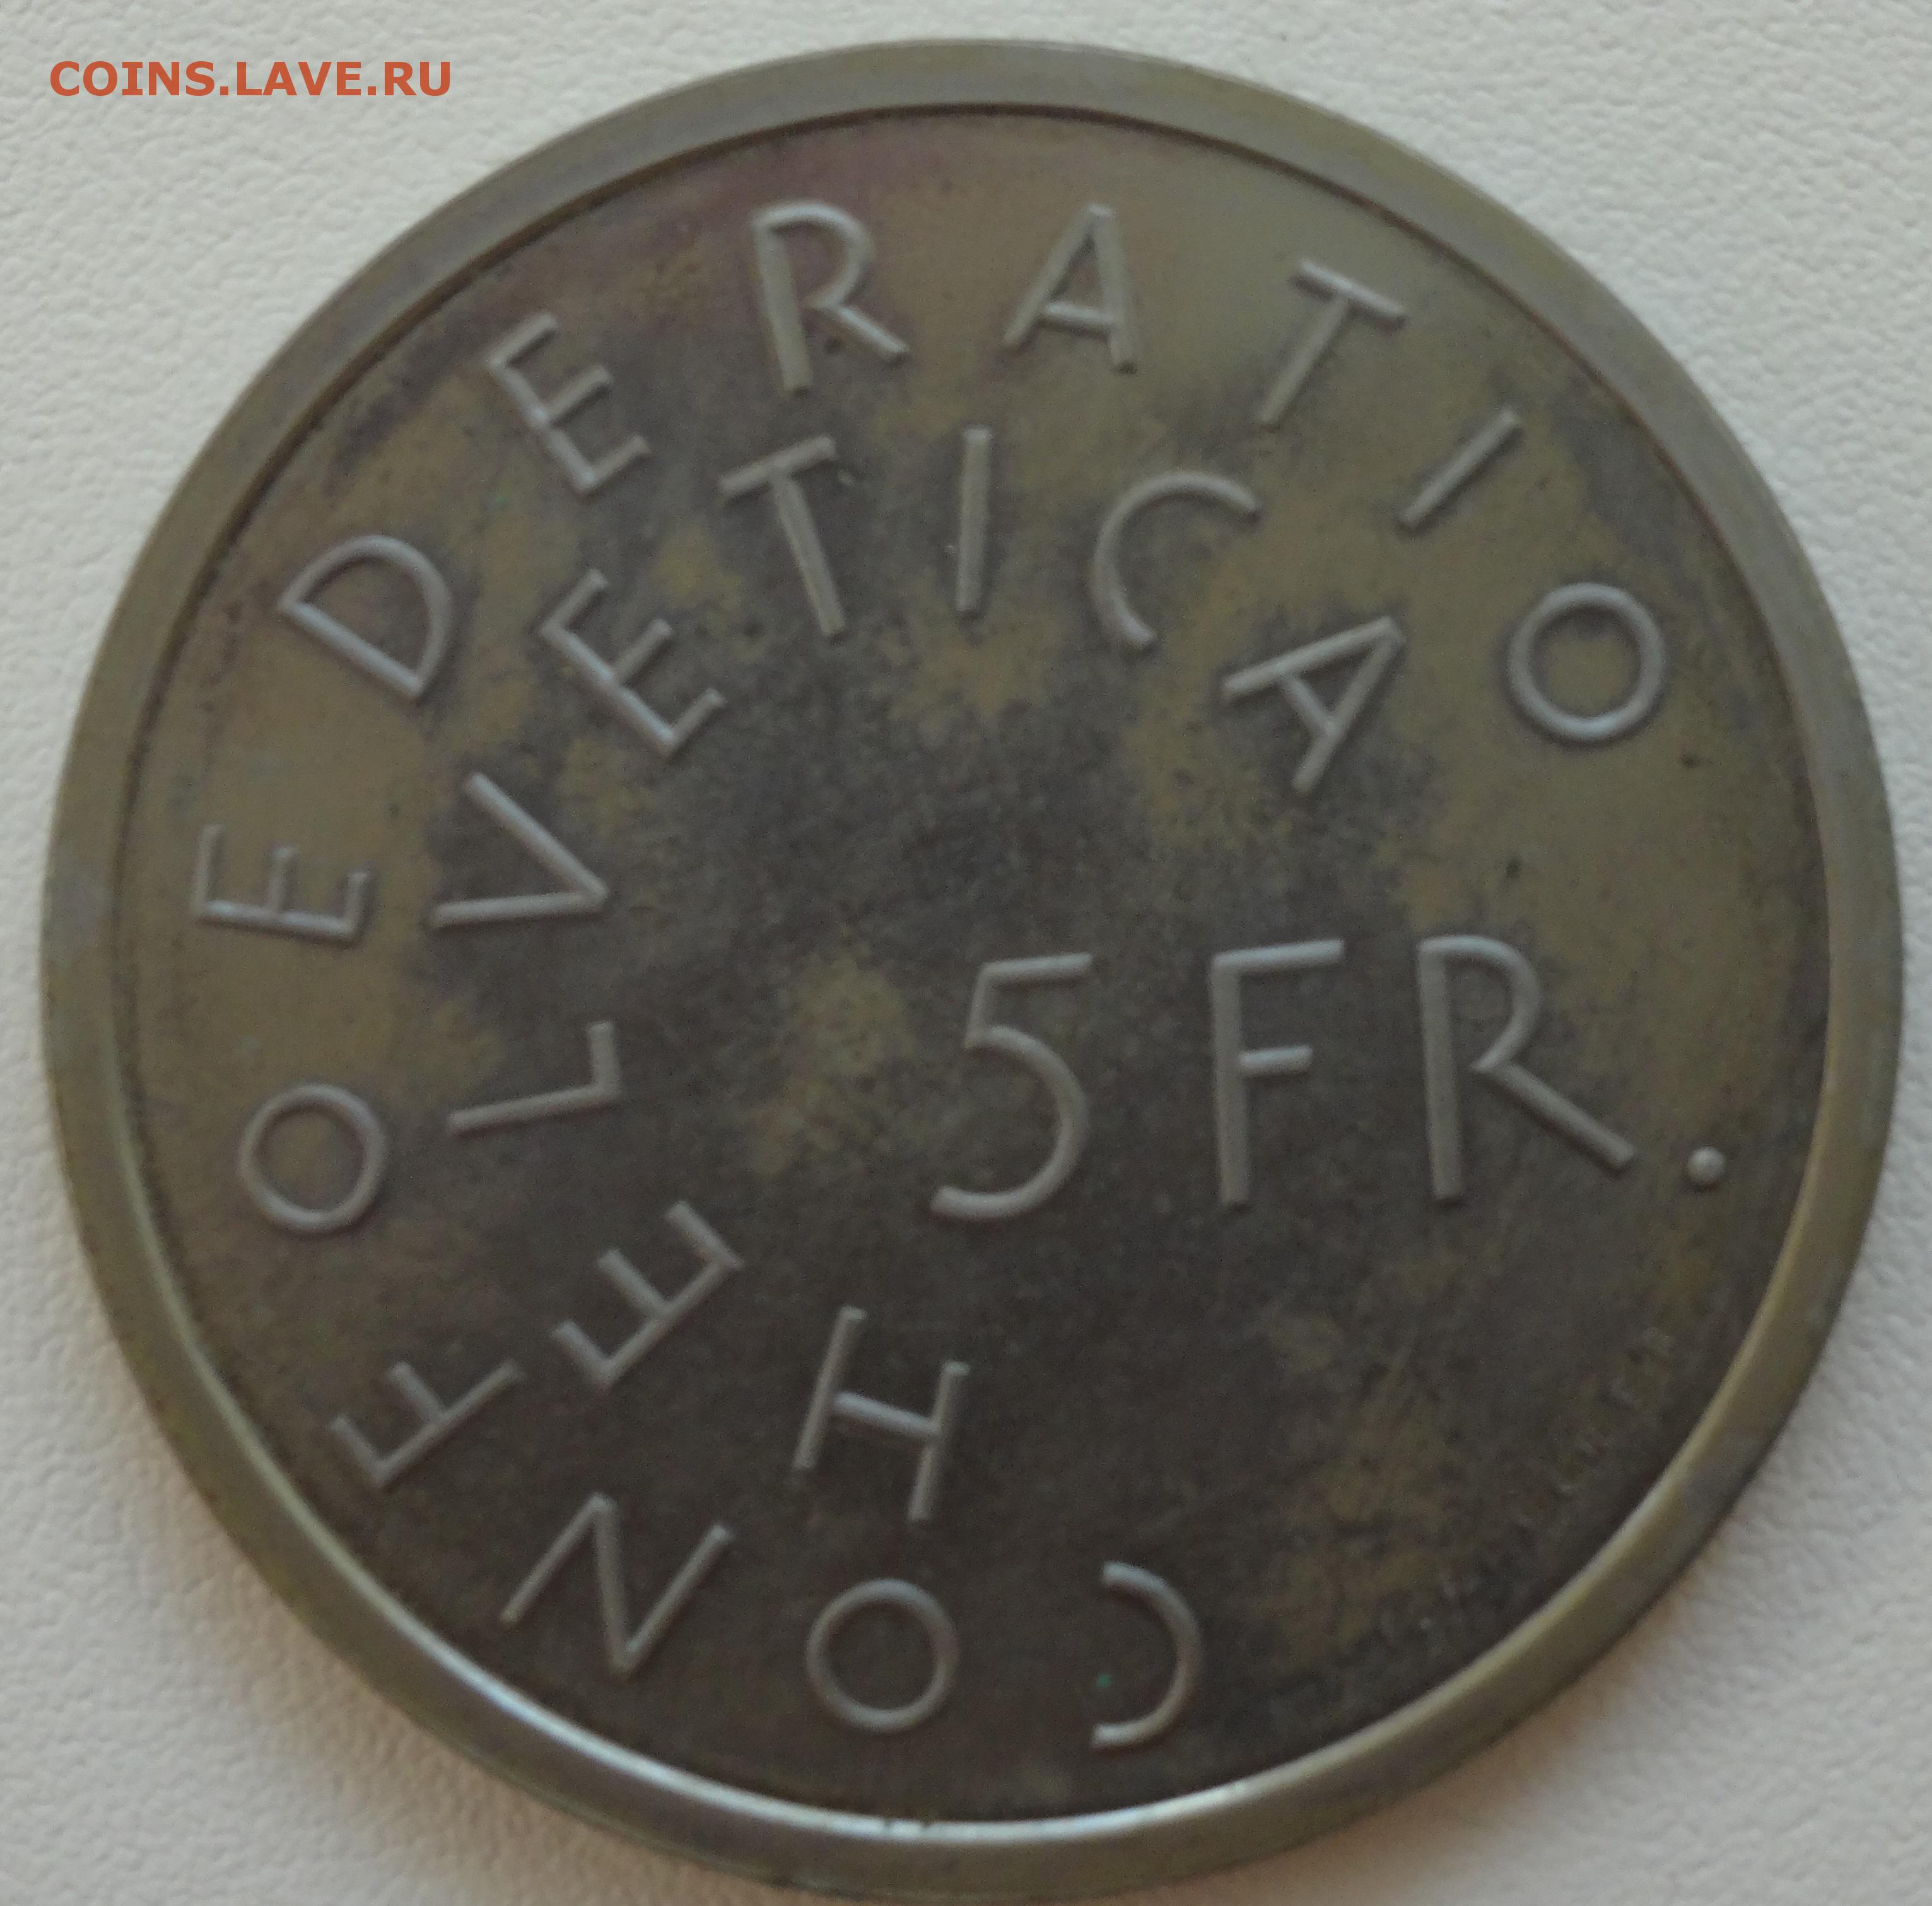 COINS.LAVE.RU
CONFOEDERATIO
HELVETICA
5 FR.